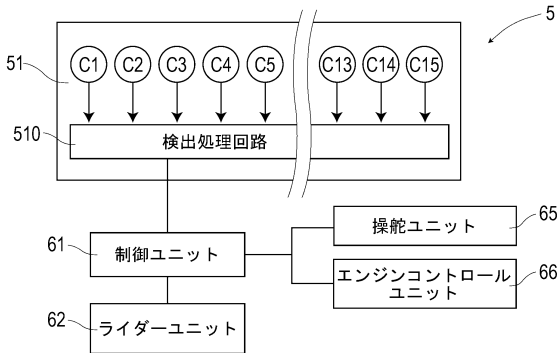 5
51
C1 C2 C3 C4 C5 C13 C14 C15
510
検出処理回路
65
操舵ユニット
61
制御ユニット
66
エンジンコントロール
ユニット
62
ライダーユニット